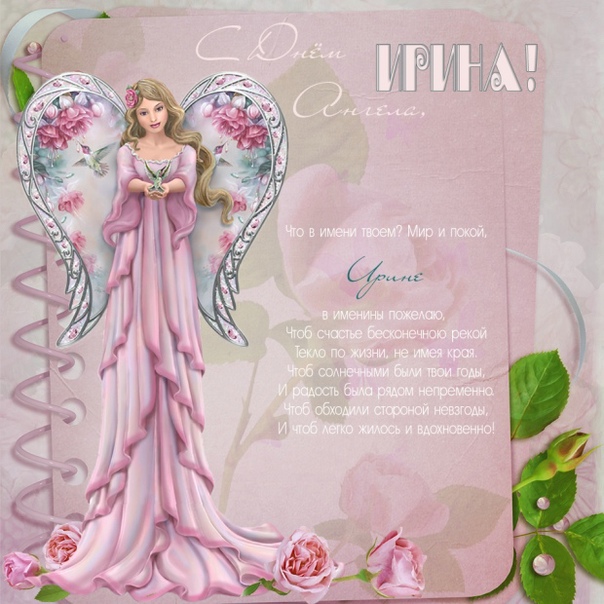 С Днём
Ангела,
ИРИНА!
Что в имени твоем? Мир и покой,
Ирине
в именины пожелаю,
Чтоб счастье бесконечною рекой
Текло по жизни, не имея края.
Чтоб солнечными были твои годы,
И радость была рядом непременно.
Чтоб обходили стороной невзгоды,
И чтоб легко жилось и вдохновенно!